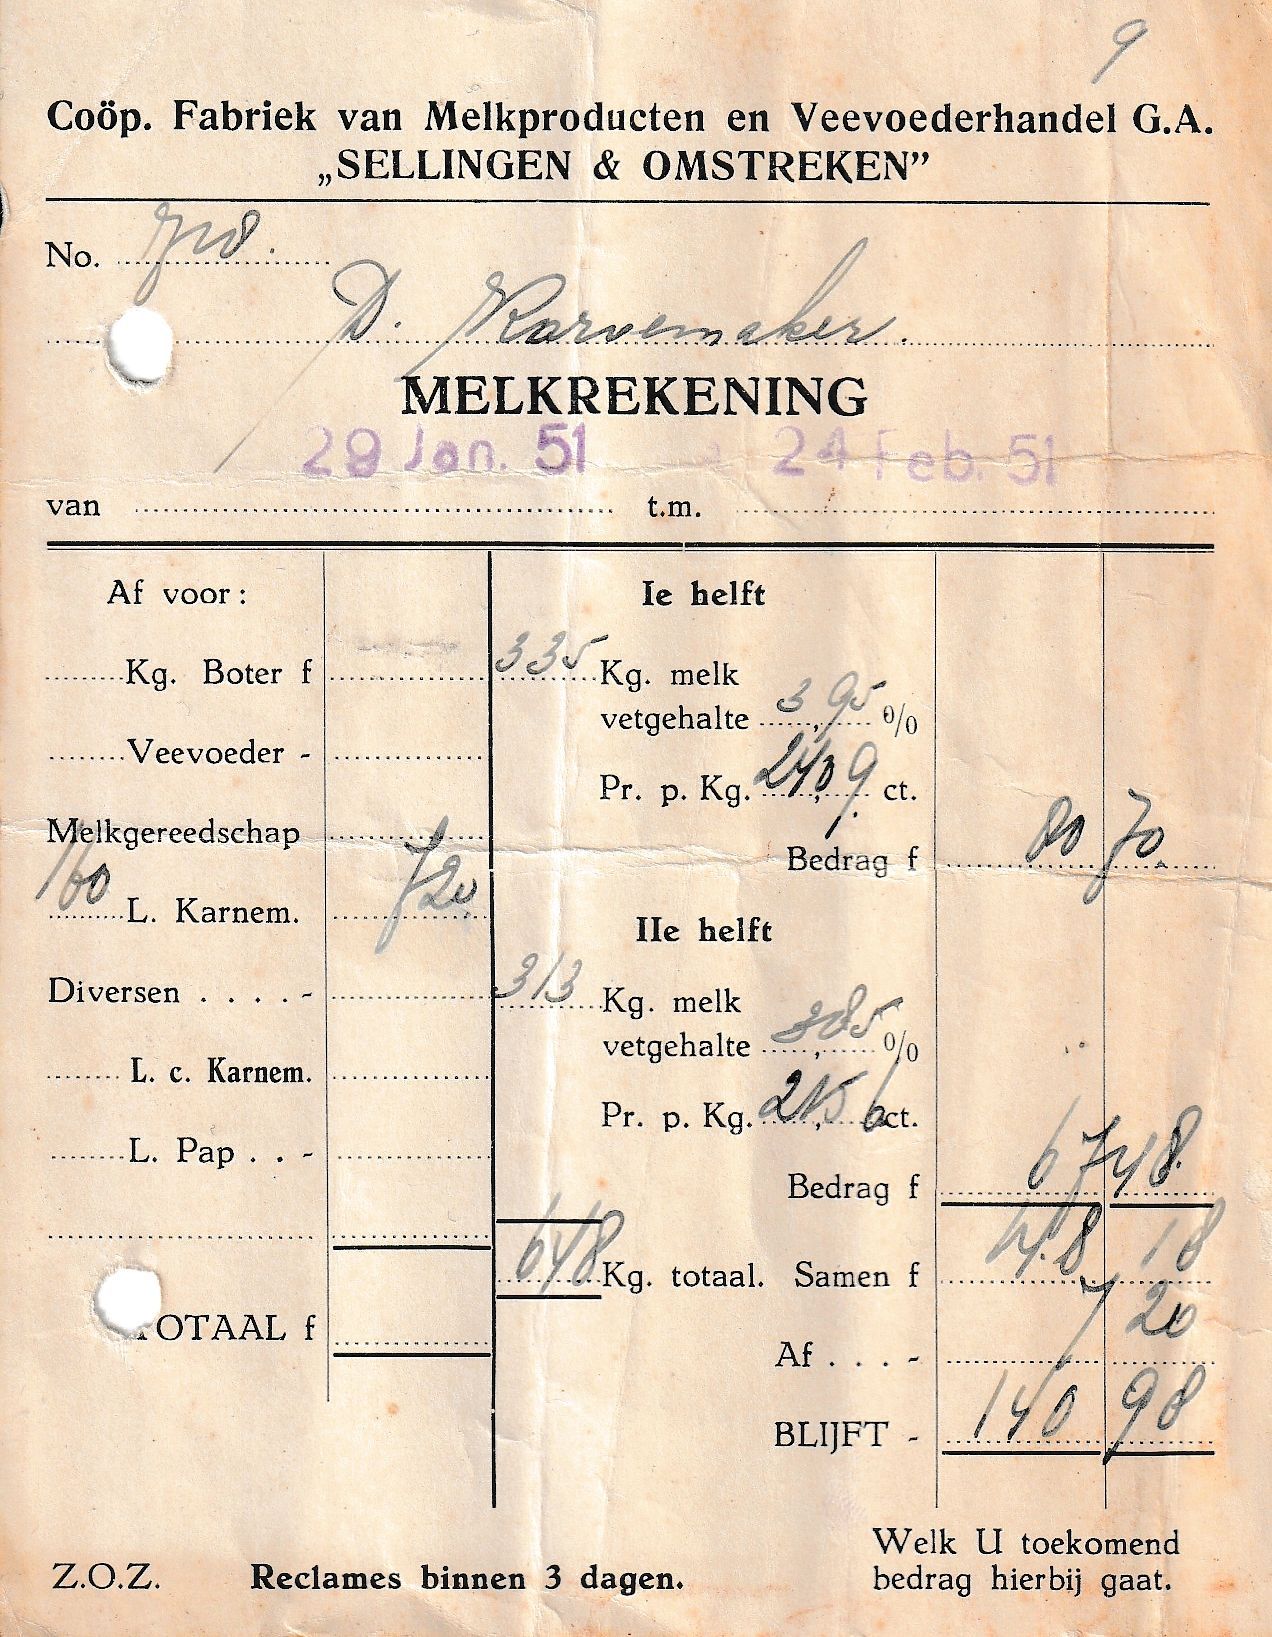 9
Coöp. Fabriek van Melkproducten en Veevoederhandel G.A.
„SELLINGEN & OMSTREKEN”
No. 728.
D. Karvemaker.
MELKREKENING
29 Jan. 51 24 Feb. 51
van t.m.
Af voor: Ie helft
Kg. Boter f 335 Kg. melk
vetgehalte 3,95 %
Veevoeder -
Pr. p. Kg. 24,09 ct.
Melkgereedschap
Bedrag f 80 70.
160 L. Karnem. 7 20
IIe helft
Diversen . . . . - 313 Kg. melk
vetgehalte 3,85 %
L. c. Karnem.
Pr. p. Kg. 21,56 ct.
L. Pap . . -
Bedrag f 67 48.
648 Kg. totaal. Samen f 148 18
TOTAAL f
Af . . . - 7 20
BLIJFT - 140 98
Z.O.Z. Reclames binnen 3 dagen.
Welk U toekomend
bedrag hierbij gaat.